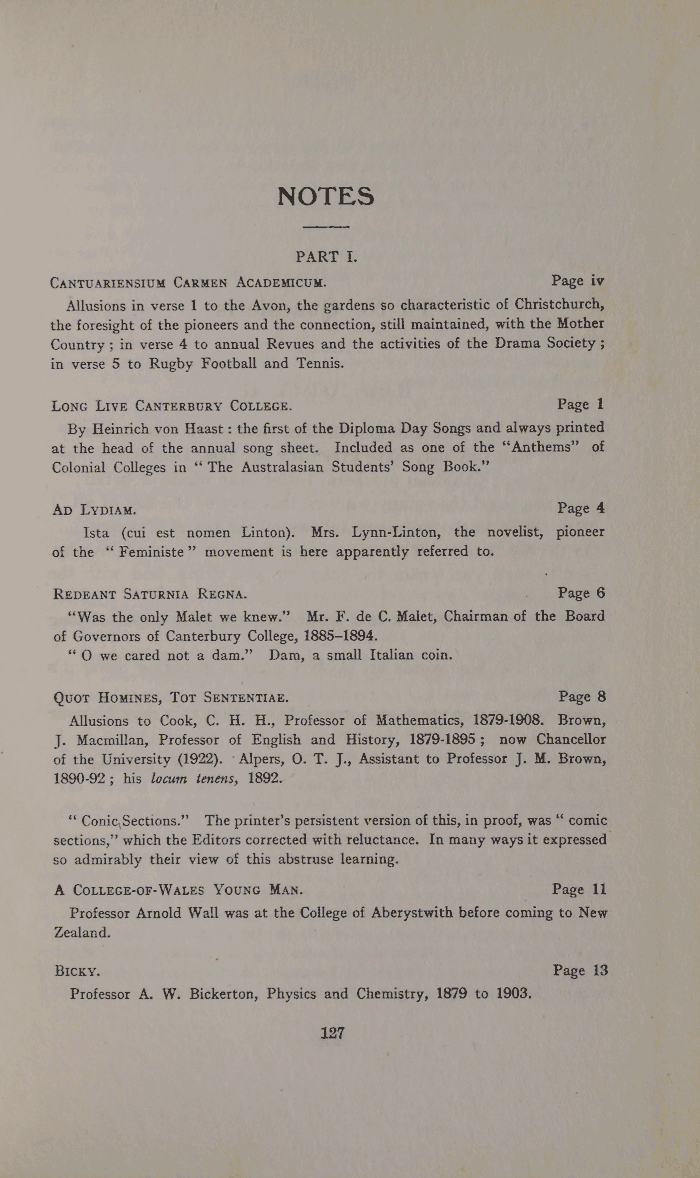 NOTES
PART I.
CANTUARIENSIUM CARMEN ACADEMICUM. Page iv
Allusions in verse 1 to the Avon, the gardens so characteristic of Christchurch,
the foresight of the pioneers and the connection, still maintained, with the Mother
Country ; in verse 4 to annual Revues and the activities of the Drama Society ;
in verse 5 to Rugby Football and Tennis.
LONG LIVE CANTERBURY COLLEGE. Page 1
By Heinrich von Haast : the first of the Diploma Day Songs and always printed
at the head of the annual song sheet. Included as one of the "Anthems" of
Colonial Colleges in " The Australasian Students' Song Book."
AD LYDIAM. Page 4
Ista (cui est nomen Linton). Mrs. Lynn-Linton, the novelist, pioneer
of the " Feministe " movement is here apparently referred to.
REDEANT SATURNIA REGNA. Page 6
"Was the only Malet we knew." Mr. F. de C. Malet, Chairman of the Board
of Governors of Canterbury College, 1885–1894.
" O we cared not a dam." Dam, a small Italian coin.
QUOT HOMINES, TOT SENTENTIAE. Page 8
Allusions to Cook, C. H. H., Professor of Mathematics, 1879-1908. Brown,
J. Macmillan, Professor of English and History, 1879-1895 ; now Chancellor
of the University (1922). Alpers, O. T. J., Assistant to Professor J. M. Brown,
1890-92 ; his locum tenens, 1892.
" Conic Sections." The printer's persistent version of this, in proof, was " comic
sections," which the Editors corrected with reluctance. In many ways it expressed
so admirably their view of this abstruse learning.
A COLLEGE-OF-WALES YOUNG MAN. Page 11
Professor Arnold Wall was at the College of Aberystwith before coming to New
Zealand.
BICKY. Page 13
Professor A. W. Bickerton, Physics and Chemistry, 1879 to 1903.
127